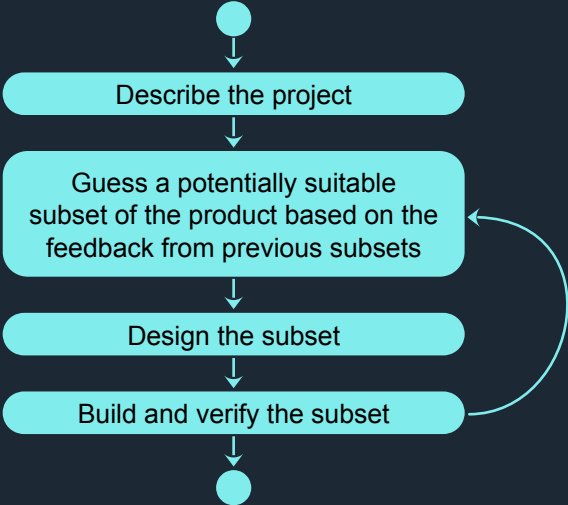 Describe the project
Guess a potentially suitable
subset of the product based on the
feedback from previous subsets
Design the subset
Build and verify the subset